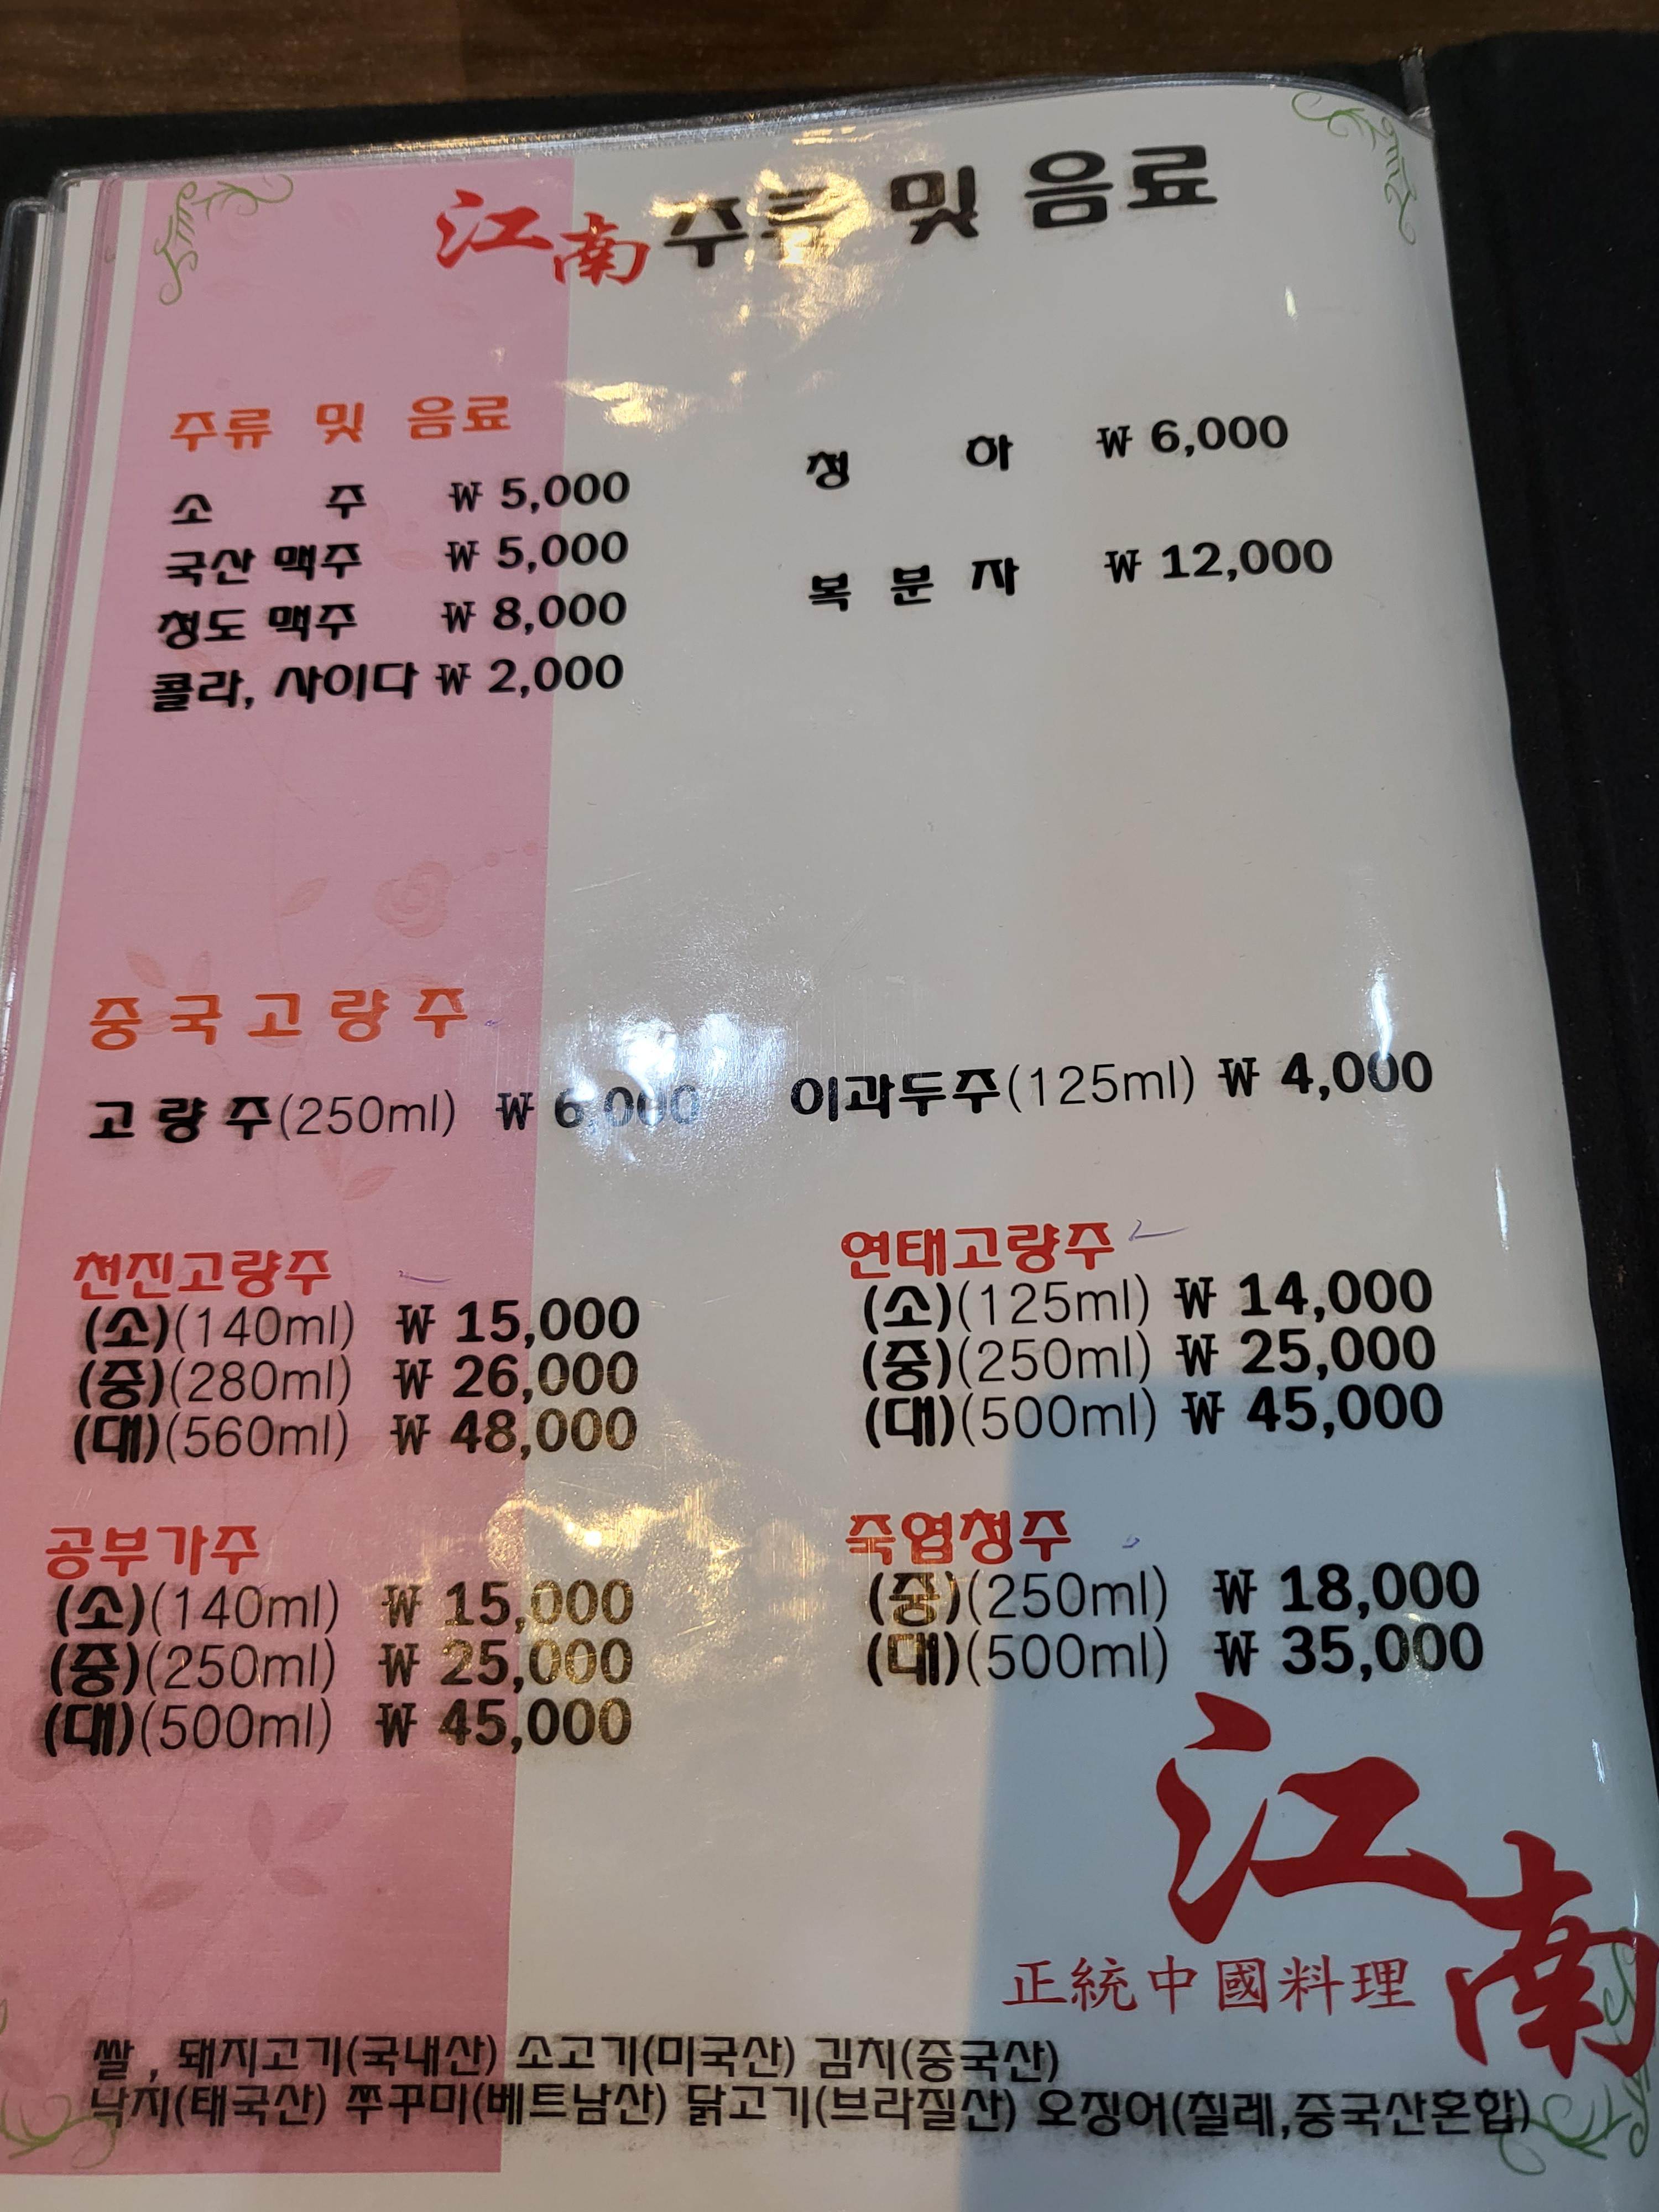 江南 주류 및 음료
주류 및 음료
소 주 ₩ 5,000
국산 맥주 ₩ 5,000
청도 맥주 ₩ 8,000
콜라, 사이다 ₩ 2,000
청 하 ₩ 6,000
복 분 자 ₩ 12,000
중국고량주
고 량 주(250ml) ₩ 6,000
이과두주(125ml) ₩ 4,000
천진고량주
(소)(140ml) ₩ 15,000
(중)(280ml) ₩ 26,000
(대)(560ml) ₩ 48,000
연태고량주
(소)(125ml) ₩ 14,000
(중)(250ml) ₩ 25,000
(대)(500ml) ₩ 45,000
공부가주
(소)(140ml) ₩ 15,000
(중)(250ml) ₩ 25,000
(대)(500ml) ₩ 45,000
죽엽청주
(중)(250ml) ₩ 18,000
(대)(500ml) ₩ 35,000
江南
正統中國料理
쌀 , 돼지고기(국내산) 소고기(미국산) 김치(중국산)
낙지(태국산) 쭈꾸미(베트남산) 닭고기(브라질산) 오징어(칠레,중국산혼합)